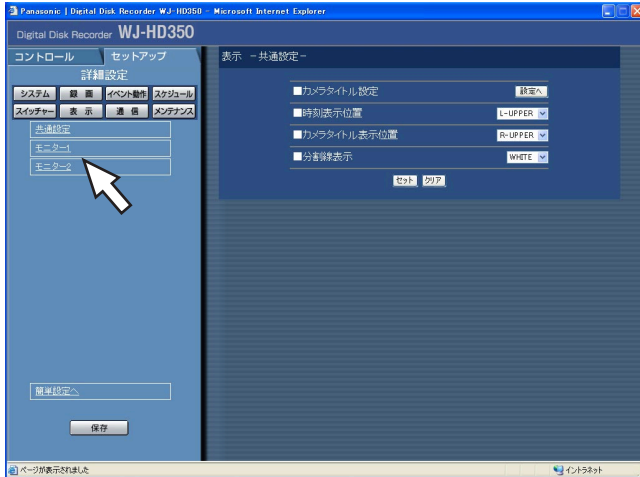 Panasonic | Digital Disk Recorder WJ-HD350 - Microsoft Internet Explorer
Digital Disk Recorder WJ-HD350
コントロール セットアップ
詳細設定
システム 録 画 イベント動作 スケジュール
スイッチャー 表 示 通 信 メンテナンス
共通設定
モニター1
モニター2
簡単設定へ
保存
表示 －共通設定－
■カメラタイトル設定 設定へ
■時刻表示位置 L-UPPER
■カメラタイトル表示位置 R-UPPER
■分割線表示 WHITE
セット クリア
ページが表示されました イントラネット